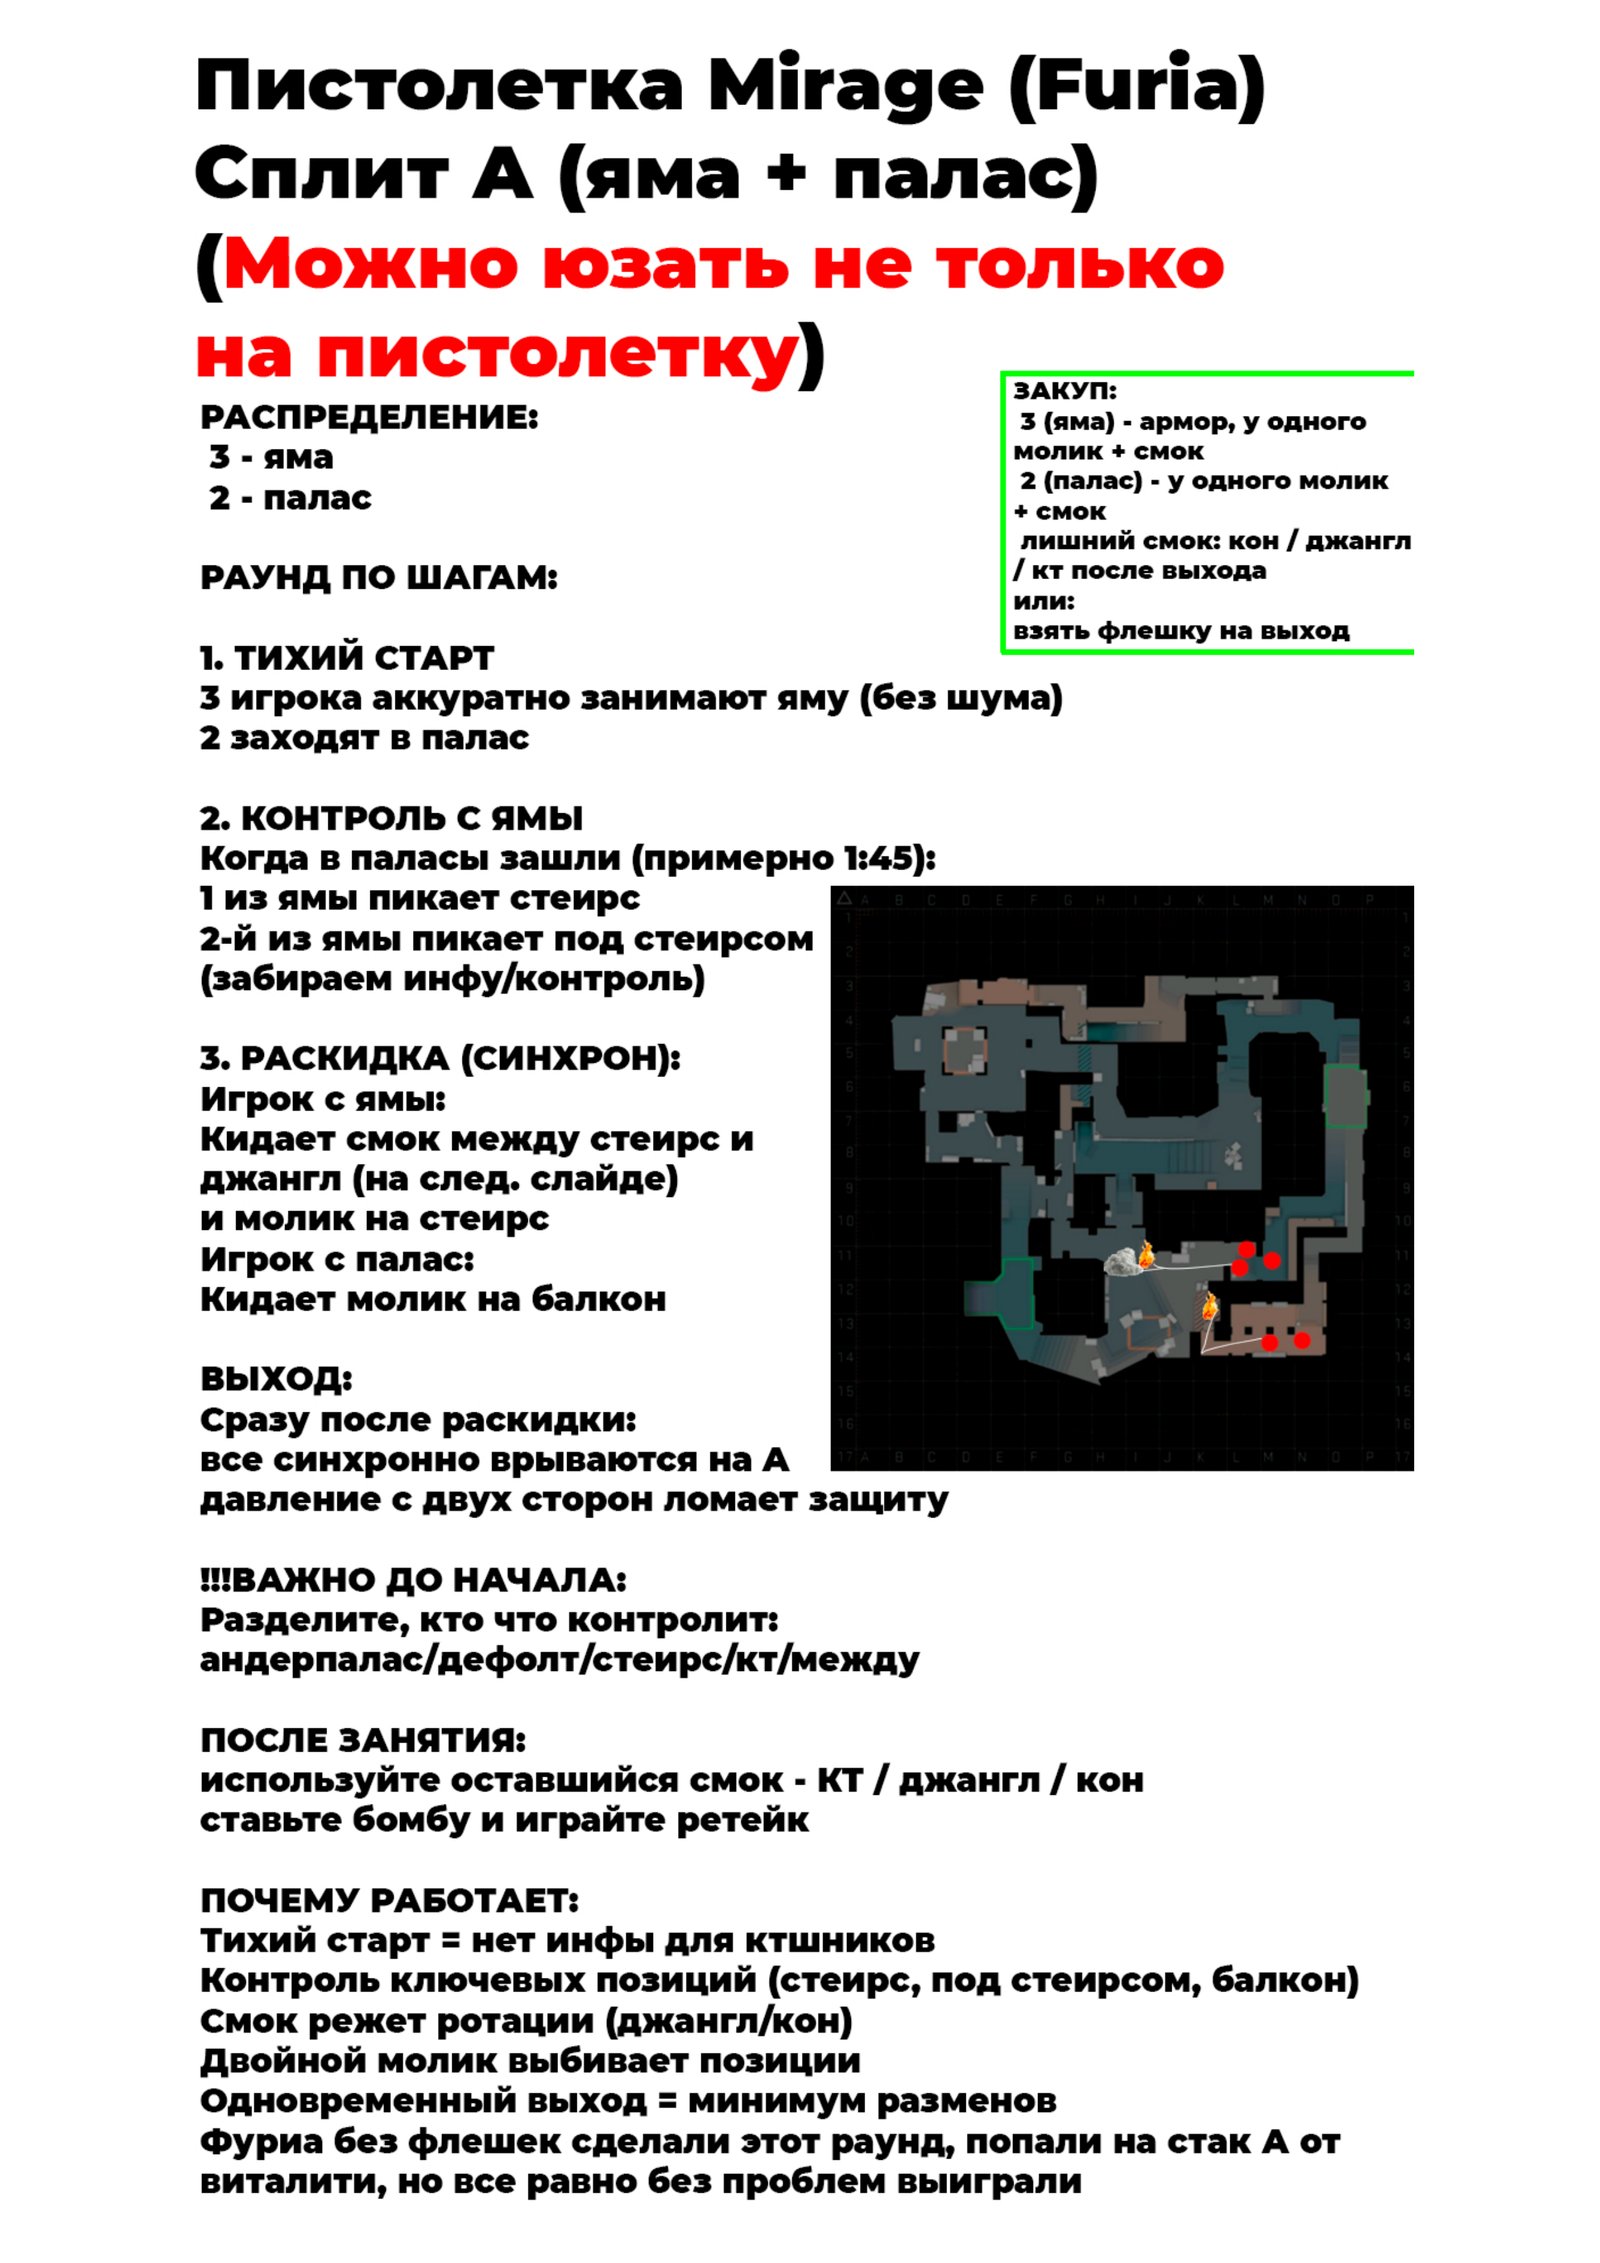 Пистолетка Mirage (Furia)
Сплит А (яма + палас)
(Можно юзать не только
на пистолетку)
ЗАКУП:
3 (яма) - армор, у одного
молик + смок
2 (палас) - у одного молик
+ смок
лишний смок: кон / джангл
/ кт после выхода
или:
взять флешку на выход
РАСПРЕДЕЛЕНИЕ:
3 - яма
2 - палас
РАУНД ПО ШАГАМ:
1. ТИХИЙ СТАРТ
3 игрока аккуратно занимают яму (без шума)
2 заходят в палас
2. КОНТРОЛЬ С ЯМЫ
Когда в паласы зашли (примерно 1:45):
1 из ямы пикает стеирс
2-й из ямы пикает под стеирсом
(забираем инфу/контроль)
3. РАСКИДКА (СИНХРОН):
Игрок с ямы:
Кидает смок между стеирс и
джангл (на след. слайде)
и молик на стеирс
Игрок с палас:
Кидает молик на балкон
ВЫХОД:
Сразу после раскидки:
все синхронно врываются на А
давление с двух сторон ломает защиту
!!!ВАЖНО ДО НАЧАЛА:
Разделите, кто что контролит:
андерпалас/дефолт/стеирс/кт/между
ПОСЛЕ ЗАНЯТИЯ:
используйте оставшийся смок - КТ / джангл / кон
ставьте бомбу и играйте ретейк
ПОЧЕМУ РАБОТАЕТ:
Тихий старт = нет инфы для ктшников
Контроль ключевых позиций (стеирс, под стеирсом, балкон)
Смок режет ротации (джангл/кон)
Двойной молик выбивает позиции
Одновременный выход = минимум разменов
Фуриа без флешек сделали этот раунд, попали на стак А от
виталити, но все равно без проблем выиграли